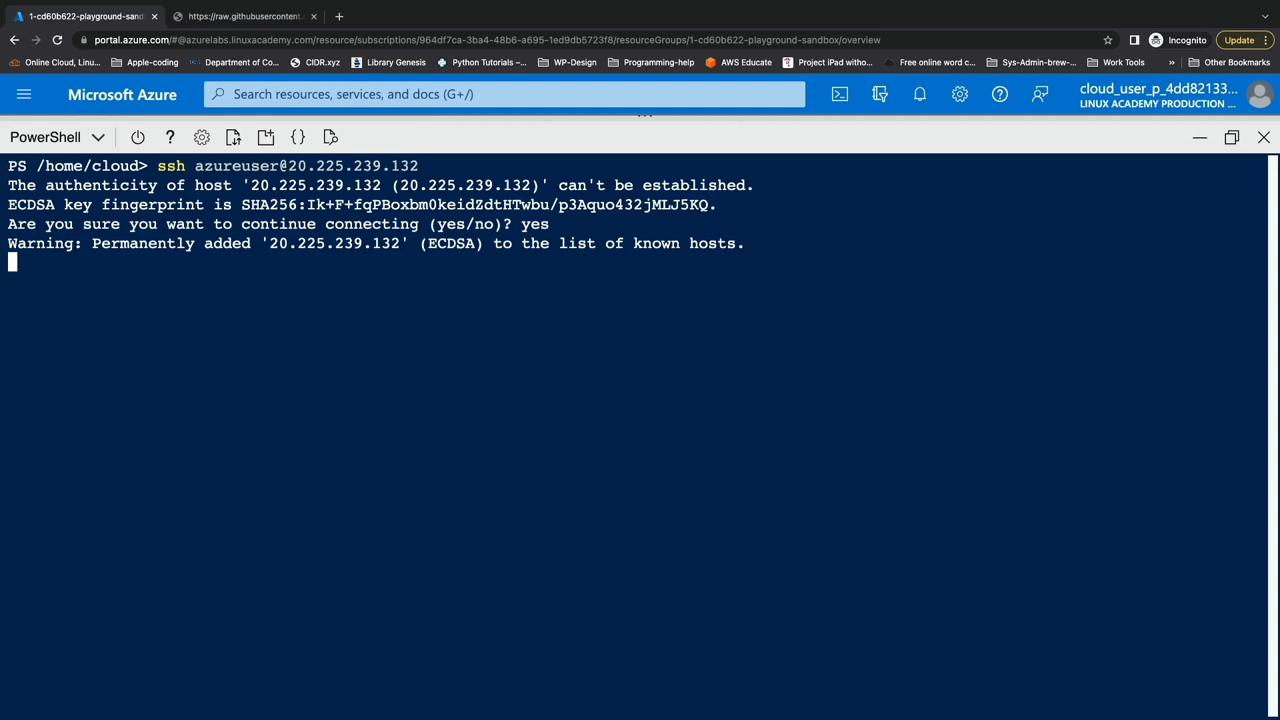 1-cd60b622-playground-sand
https://raw.githubusercontent.c
portal.azure.com/#@azurelabs.linuxacademy.com/resource/subscriptions/964df7ca-3ba4-48b6-a695-1ed9db5723f8/resourceGroups/1-cd60b622-playground-sandbox/overview
Incognito
Update
Online Cloud, Linu...
Apple-coding
Department of Co...
CIDR.xyz
Library Genesis
Python Tutorials –...
WP-Design
Programming-help
AWS Educate
Project iPad witho...
Free online word c...
Sys-Admin-brew-...
Work Tools
»
Other Bookmarks
Microsoft Azure
Search resources, services, and docs (G+/)
cloud_user_p_4dd82133...
LINUX ACADEMY PRODUCTION ...
PowerShell
PS /home/cloud> ssh azureuser@20.225.239.132
The authenticity of host '20.225.239.132 (20.225.239.132)' can't be established.
ECDSA key fingerprint is SHA256:Ik+F+fqPBoxbm0keidZdtHTwbu/p3Aquo432jMLJ5KQ.
Are you sure you want to continue connecting (yes/no)? yes
Warning: Permanently added '20.225.239.132' (ECDSA) to the list of known hosts.